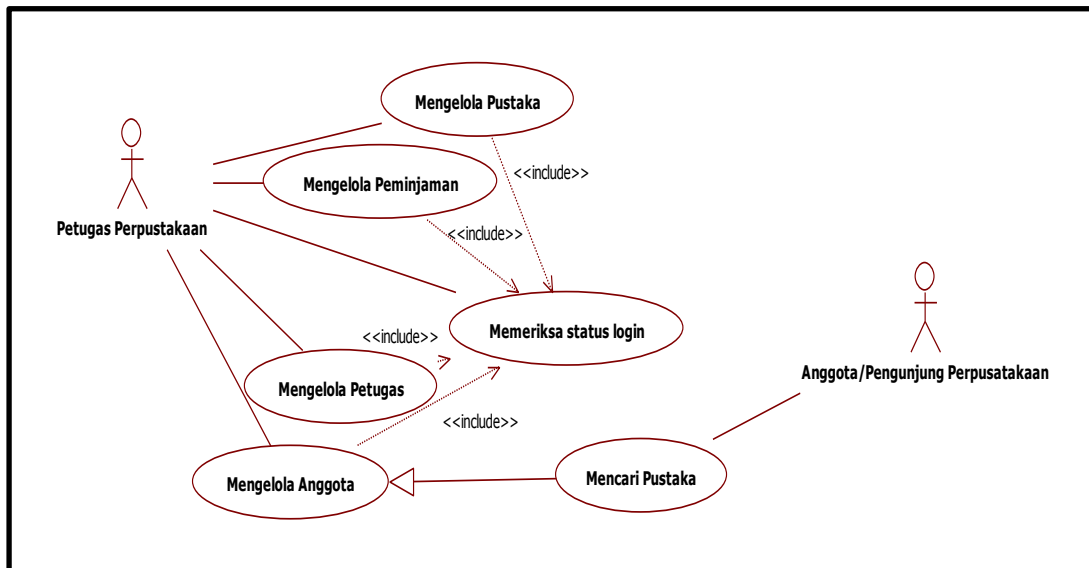 Mengelola Pustaka
<<include>>
Mengelola Peminjaman
Petugas Perpustakaan
<<include>>
Memeriksa status login
<<include>>
Anggota/Pengunjung Perpusatakaan
Mengelola Petugas
<<include>>
Mengelola Anggota
Mencari Pustaka